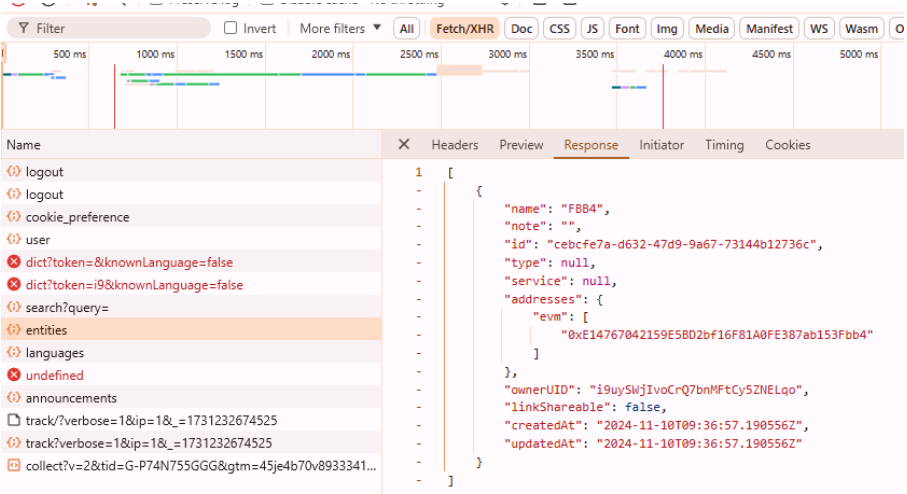 Filter Invert More filters All Fetch/XHR Doc CSS JS Font Img Media Manifest WS Wasm
500 ms 1000 ms 1500 ms 2000 ms 2500 ms 3000 ms 3500 ms 4000 ms 4500 ms 5000 ms
Name
logout
logout
cookie_preference
user
dict?token=&knownLanguage=false
dict?token=i9&knownLanguage=false
search?query=
entities
languages
undefined
announcements
track/?verbose=1&ip=1&_=1731232674525
track?verbose=1&ip=1&_=1731232674525
collect?v=2&tid=G-P74N755GGG&gtm=45je4b70v8933341...
Headers Preview Response Initiator Timing Cookies
1 [
- {
- "name": "FBB4",
- "note": "",
- "id": "cebcfe7a-d632-47d9-9a67-73144b12736c",
- "type": null,
- "service": null,
- "addresses": {
- "evm": [
- "0xE14767042159E5BD2bf16F81A0FE387ab153Fbb4"
- ]
- },
- "ownerUID": "i9uySWjIvoCrQ7bnMFtCy5ZNELqo",
- "linkShareable": false,
- "createdAt": "2024-11-10T09:36:57.190556Z",
- "updatedAt": "2024-11-10T09:36:57.190556Z"
- }
- ]